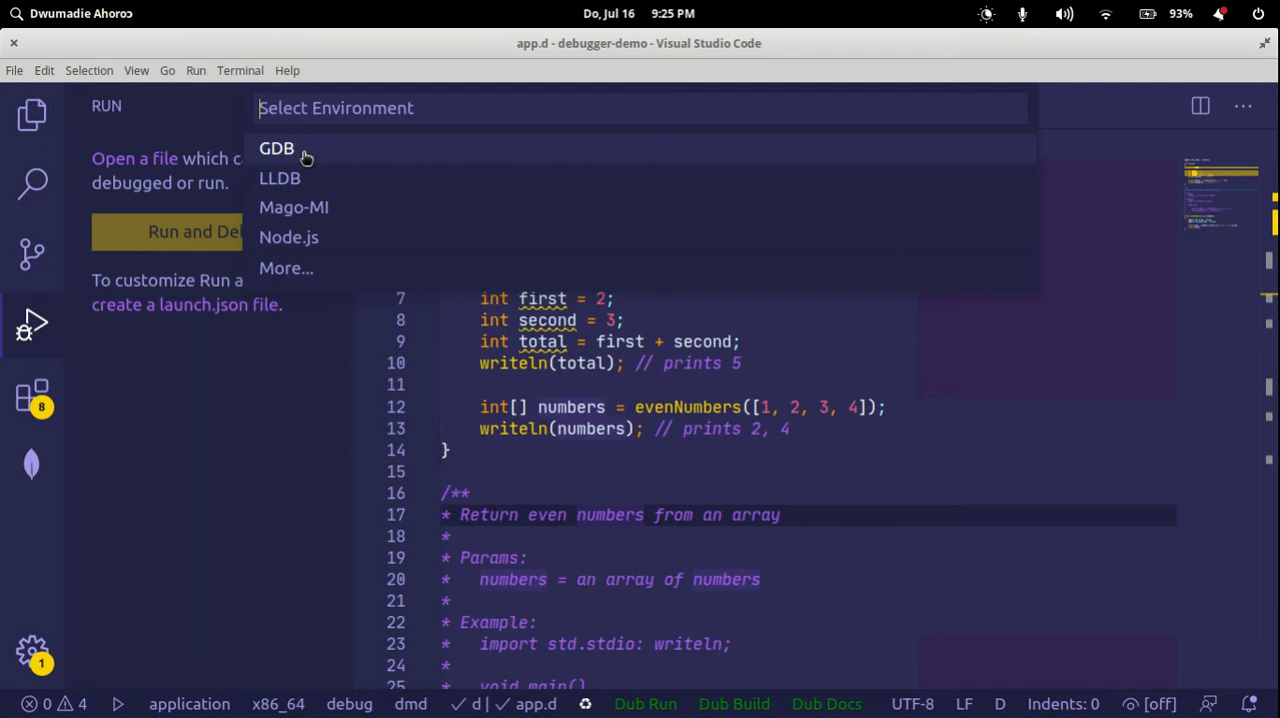 Dwumadie Ahoroɔ
Do, Jul 16 9:25 PM
93%
app.d - debugger-demo - Visual Studio Code
File Edit Selection View Go Run Terminal Help
RUN
Select Environment
GDB
LLDB
Mago-MI
Node.js
More...
Open a file which c
debugged or run.
Run and De
To customize Run a
create a launch.json file.
7 int first = 2;
8 int second = 3;
9 int total = first + second;
10 writeln(total); // prints 5
11
12 int[] numbers = evenNumbers([1, 2, 3, 4]);
13 writeln(numbers); // prints 2, 4
14 }
15
16 /**
17 * Return even numbers from an array
18 *
19 * Params:
20 * numbers = an array of numbers
21 *
22 * Example:
23 * import std.stdio: writeln;
24 *
25 * void main()
8
1
0 4 application x86_64 debug dmd d | app.d Dub Run Dub Build Dub Docs UTF-8 LF D Indents: 0 [off]